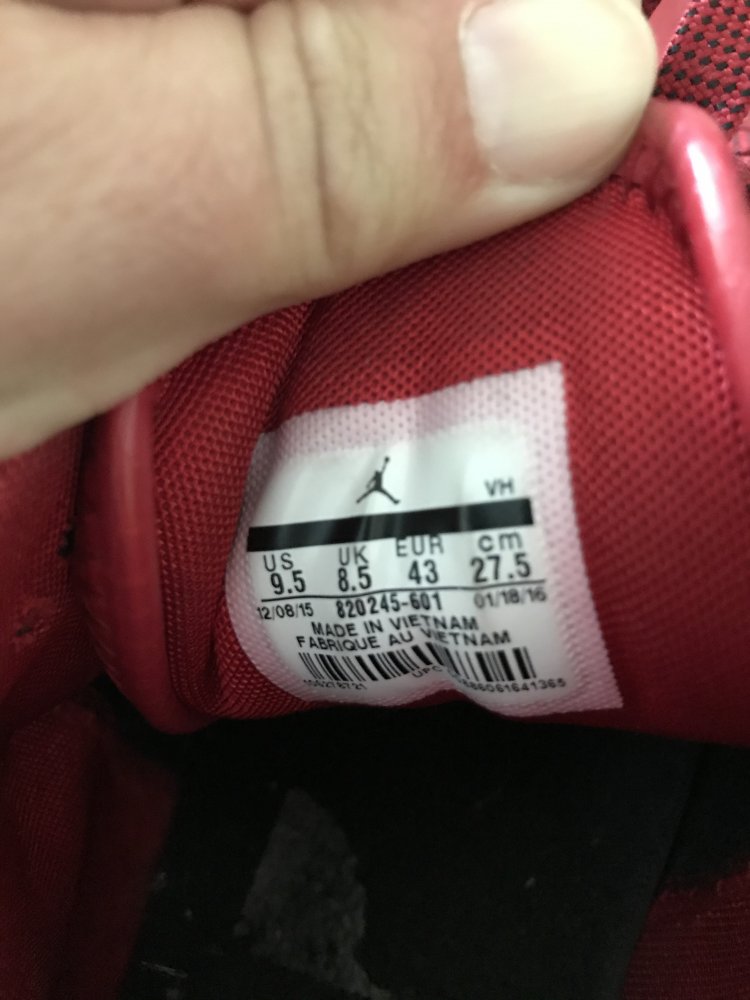 VH
US UK EUR cm
9.5 8.5 43 27.5
12/08/15 820245-601 01/18/16
MADE IN VIETNAM
FABRIQUE AU VIETNAM
UPC